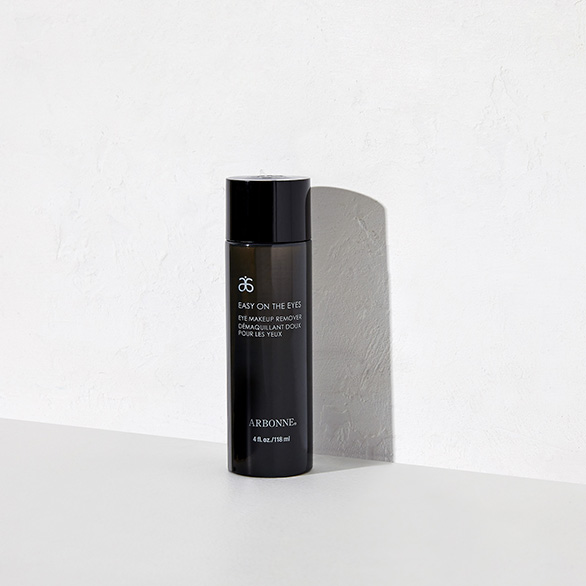 EASY ON THE EYES
EYE MAKEUP REMOVER
DÉMAQUILLANT DOUX
POUR LES YEUX
ARBONNE®
4 fl. oz./118 ml